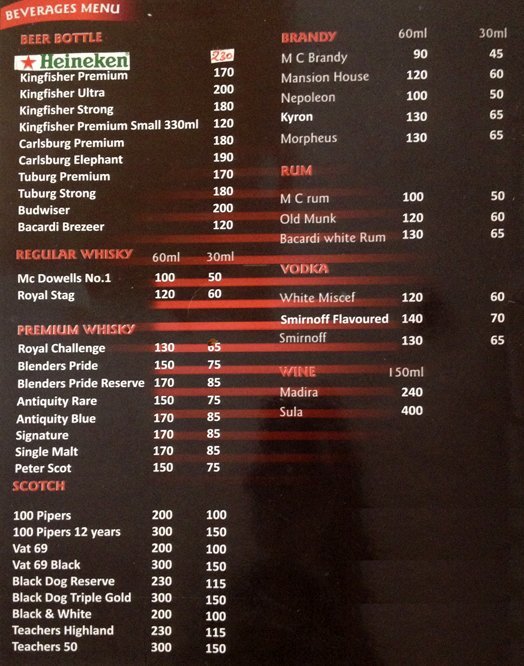 BEVERAGES MENU
BEER BOTTLE
★ Heineken 230
Kingfisher Premium 170
Kingfisher Ultra 200
Kingfisher Strong 180
Kingfisher Premium Small 330ml 120
Carlsburg Premium 180
Carlsburg Elephant 190
Tuburg Premium 170
Tuburg Strong 180
Budwiser 200
Bacardi Brezeer 120
REGULAR WHISKY 60ml 30ml
Mc Dowells No.1 100 50
Royal Stag 120 60
PREMIUM WHISKY
Royal Challenge 130 65
Blenders Pride 150 75
Blenders Pride Reserve 170 85
Antiquity Rare 150 75
Antiquity Blue 170 85
Signature 170 85
Single Malt 170 85
Peter Scot 150 75
SCOTCH
100 Pipers 200 100
100 Pipers 12 years 300 150
Vat 69 200 100
Vat 69 Black 300 150
Black Dog Reserve 230 115
Black Dog Triple Gold 300 150
Black & White 200 100
Teachers Highland 230 115
Teachers 50 300 150
BRANDY 60ml 30ml
M C Brandy 90 45
Mansion House 120 60
Nepoleon 100 50
Kyron 130 65
Morpheus 130 65
RUM
M C rum 100 50
Old Munk 120 60
Bacardi white Rum 130 65
VODKA
White Miscef 120 60
Smirnoff Flavoured 140 70
Smirnoff 130 65
WINE 150ml
Madira 240
Sula 400